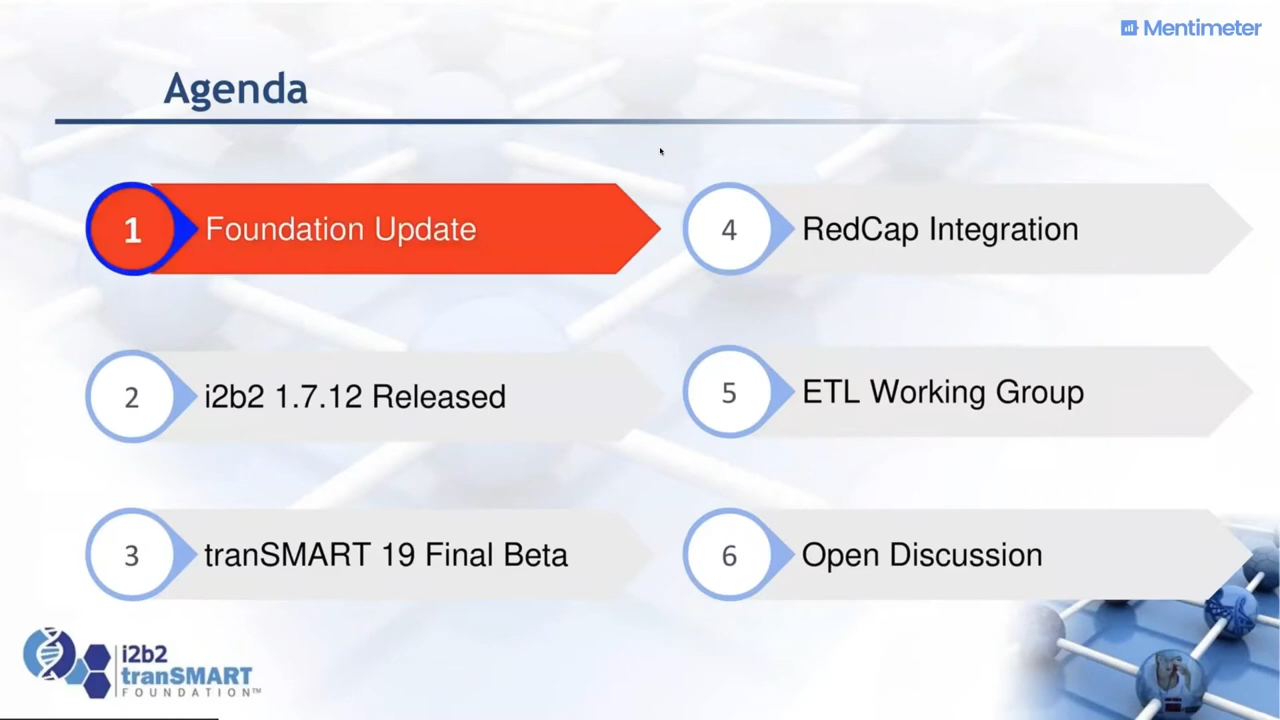 Mentimeter
Agenda
1 Foundation Update
2 i2b2 1.7.12 Released
3 tranSMART 19 Final Beta
4 RedCap Integration
5 ETL Working Group
6 Open Discussion
i2b2
tranSMART
FOUNDATION™